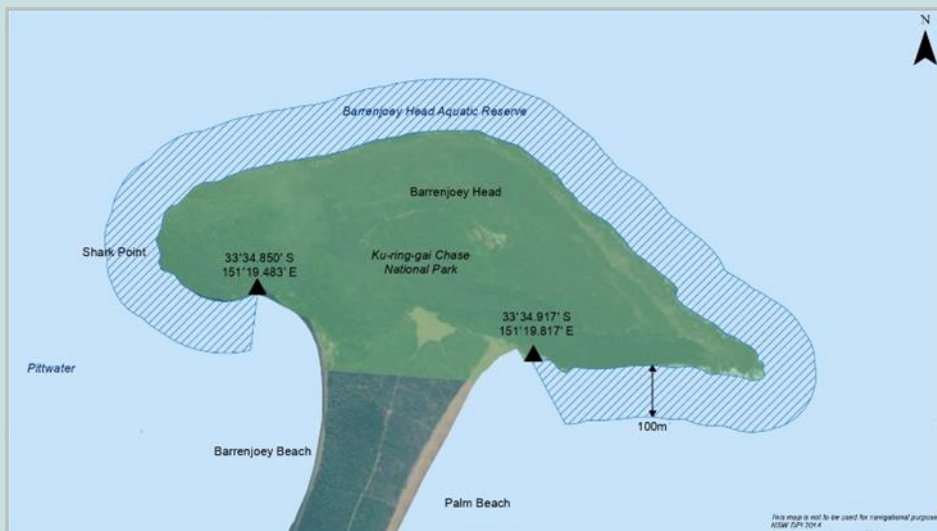 N
Barrenjoey Head Aquatic Reserve
Barrenjoey Head
Shark Point
33'34.850' S
151'19.483' E
Ku-ring-gai Chase
National Park
33'34.917' S
151'19.817' E
Pittwater
100m
Barrenjoey Beach
Palm Beach
This map is not to be used for navigational purpose
NSW DPI 2014